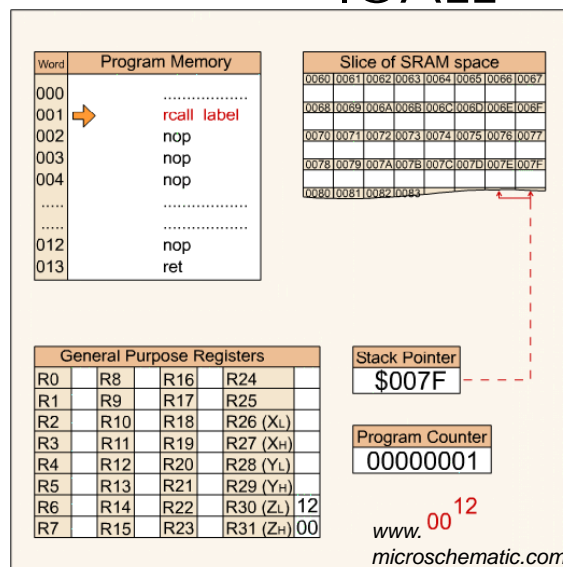 Word Program Memory
000 .................
001 rcall label
002 nop
003 nop
004 nop
..... .................
..... .................
012 nop
013 ret
Slice of SRAM space
0060 0061 0062 0063 0064 0065 0066 0067
0068 0069 006A 006B 006C 006D 006E 006F
0070 0071 0072 0073 0074 0075 0076 0077
0078 0079 007A 007B 007C 007D 007E 007F
0080 0081 0082 0083
General Purpose Registers
R0 R8 R16 R24
R1 R9 R17 R25
R2 R10 R18 R26 (XL)
R3 R11 R19 R27 (XH)
R4 R12 R20 R28 (YL)
R5 R13 R21 R29 (YH)
R6 R14 R22 R30 (ZL) 12
R7 R15 R23 R31 (ZH) 00
Stack Pointer
$007F
Program Counter
00000001
00 12
www.
microschematic.com